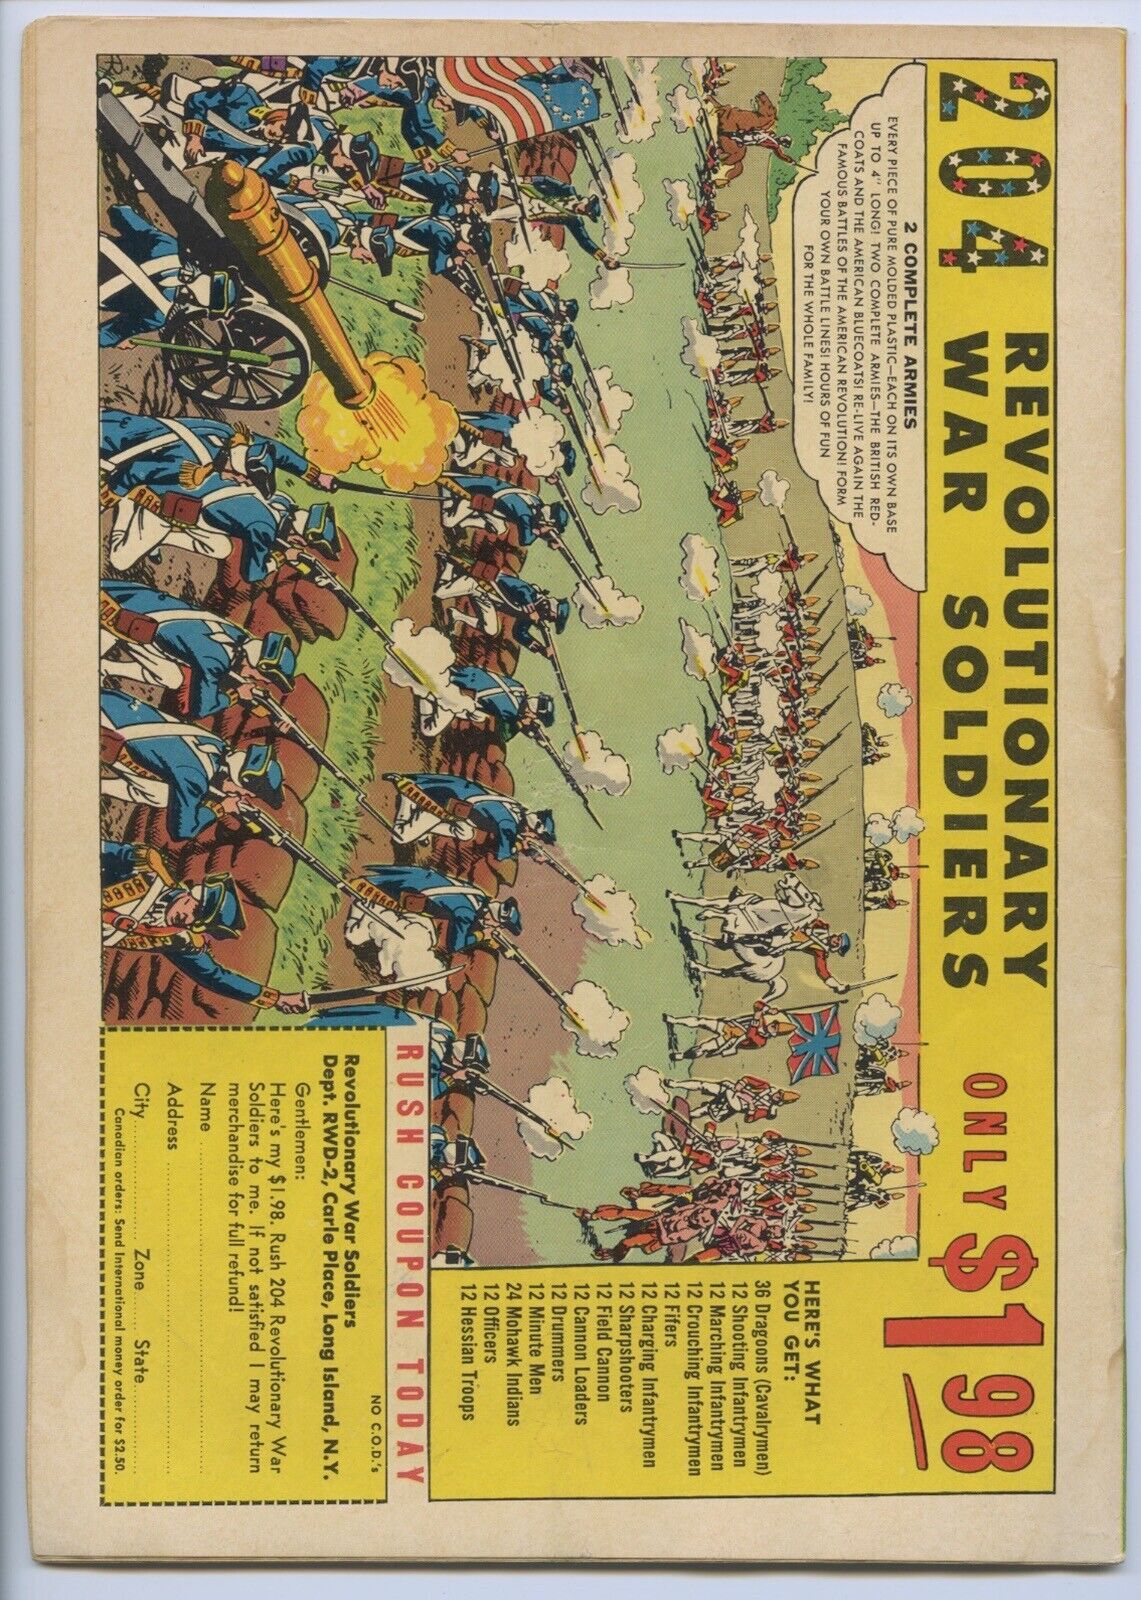 204 REVOLUTIONARY
WAR SOLDIERS ONLY $1.98
2 COMPLETE ARMIES
EVERY PIECE OF PURE MOLDED PLASTIC—EACH ON ITS OWN BASE
UP TO 4" LONG! TWO COMPLETE ARMIES—THE BRITISH RED-
COATS AND THE AMERICAN BLUECOATS! RE-LIVE AGAIN THE
FAMOUS BATTLES OF THE AMERICAN REVOLUTION! FORM
YOUR OWN BATTLE LINES! HOURS OF FUN
FOR THE WHOLE FAMILY!
HERE'S WHAT
YOU GET:
36 Dragoons (Cavalrymen)
12 Shooting Infantrymen
12 Marching Infantrymen
12 Crouching Infantrymen
12 Fifers
12 Charging Infantrymen
12 Sharpshooters
12 Field Cannon
12 Cannon Loaders
12 Drummers
12 Minute Men
24 Mohawk Indians
12 Officers
12 Hessian Troops
RUSH COUPON TODAY
NO C.O.D.'s
Revolutionary War Soldiers
Dept. RWD-2, Carle Place, Long Island, N.Y.
Gentlemen:
Here's my $1.98. Rush 204 Revolutionary War
Soldiers to me. If not satisfied I may return
merchandise for full refund!
Name
Address
City Zone State
Canadian orders: Send International money order for $2.50.